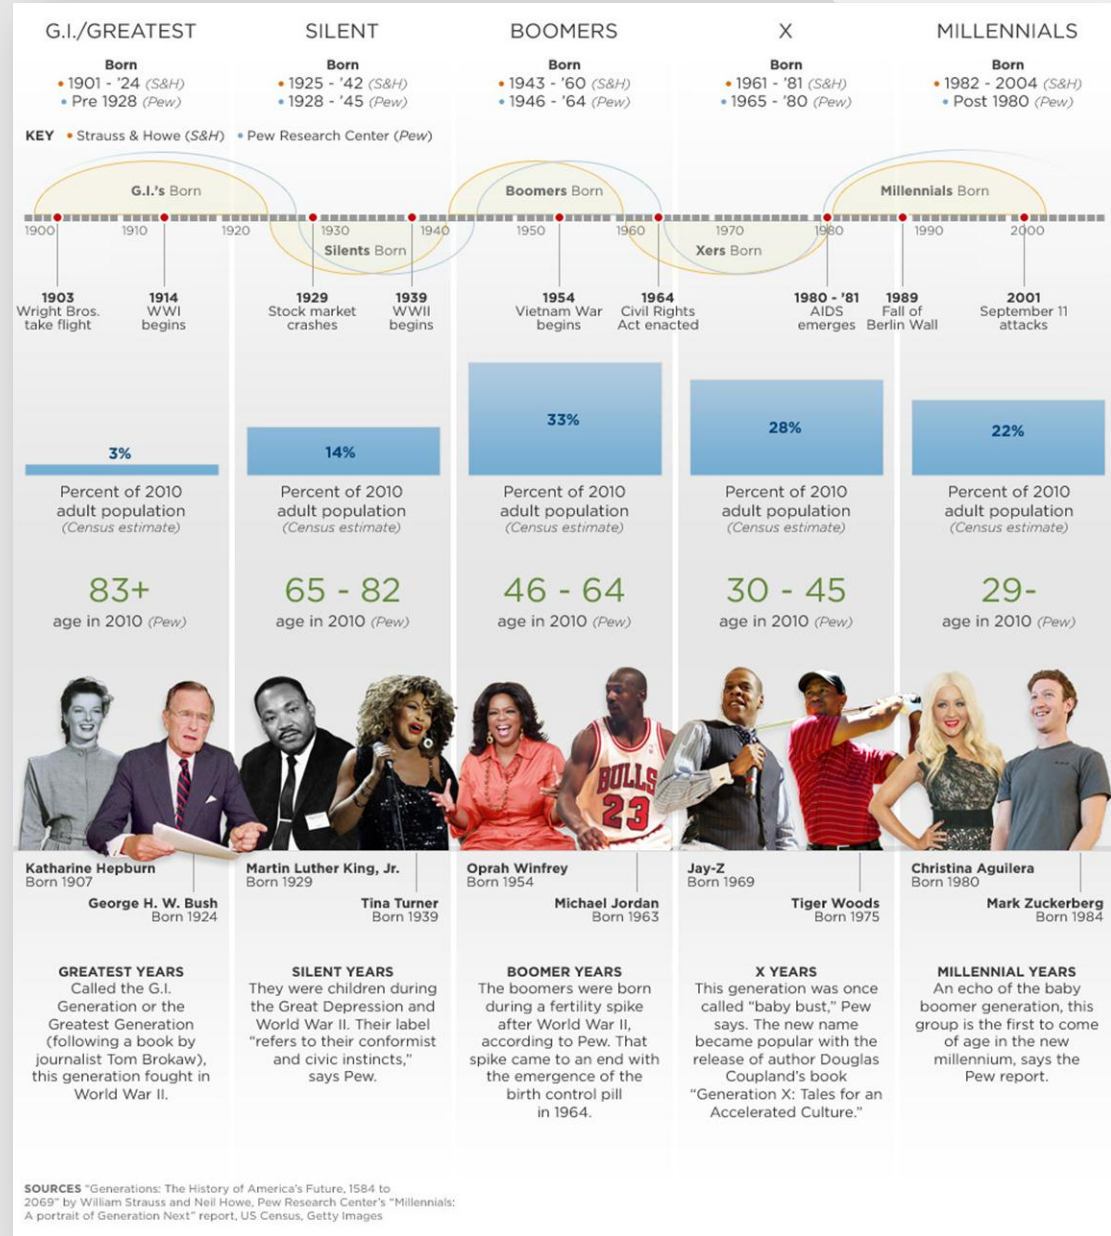 G.I./GREATEST
Born
• 1901 - '24 (S&H)
• Pre 1928 (Pew)
SILENT
Born
• 1925 - '42 (S&H)
• 1928 - '45 (Pew)
BOOMERS
Born
• 1943 - '60 (S&H)
• 1946 - '64 (Pew)
X
Born
• 1961 - '81 (S&H)
• 1965 - '80 (Pew)
MILLENNIALS
Born
• 1982 - 2004 (S&H)
• Post 1980 (Pew)
KEY • Strauss & Howe (S&H) • Pew Research Center (Pew)
G.I.'s Born
Boomers Born
Millennials Born
1900 1910 1920 1930 1940 1950 1960 1970 1980 1990 2000
Silents Born
Xers Born
1903
Wright Bros.
take flight
1914
WWI
begins
1929
Stock market
crashes
1939
WWII
begins
1954
Vietnam War
begins
1964
Civil Rights
Act enacted
1980 - '81
AIDS
emerges
1989
Fall of
Berlin Wall
2001
September 11
attacks
3%
Percent of 2010
adult population
(Census estimate)
14%
Percent of 2010
adult population
(Census estimate)
33%
Percent of 2010
adult population
(Census estimate)
28%
Percent of 2010
adult population
(Census estimate)
22%
Percent of 2010
adult population
(Census estimate)
83+
age in 2010 (Pew)
65 - 82
age in 2010 (Pew)
46 - 64
age in 2010 (Pew)
30 - 45
age in 2010 (Pew)
29-
age in 2010 (Pew)
BULLS
23
Katharine Hepburn
Born 1907
George H. W. Bush
Born 1924
Martin Luther King, Jr.
Born 1929
Tina Turner
Born 1939
Oprah Winfrey
Born 1954
Michael Jordan
Born 1963
Jay-Z
Born 1969
Tiger Woods
Born 1975
Christina Aguilera
Born 1980
Mark Zuckerberg
Born 1984
GREATEST YEARS
Called the G.I.
Generation or the
Greatest Generation
(following a book by
journalist Tom Brokaw),
this generation fought in
World War II.
SILENT YEARS
They were children during
the Great Depression and
World War II. Their label
"refers to their conformist
and civic instincts,"
says Pew.
BOOMER YEARS
The boomers were born
during a fertility spike
after World War II,
according to Pew. That
spike came to an end with
the emergence of the
birth control pill
in 1964.
X YEARS
This generation was once
called "baby bust," Pew
says. The new name
became popular with the
release of author Douglas
Coupland's book
"Generation X: Tales for an
Accelerated Culture."
MILLENNIAL YEARS
An echo of the baby
boomer generation, this
group is the first to come
of age in the new
millennium, says the
Pew report.
SOURCES "Generations: The History of America's Future, 1584 to
2069" by William Strauss and Neil Howe, Pew Research Center's "Millennials:
A portrait of Generation Next" report, US Census, Getty Images